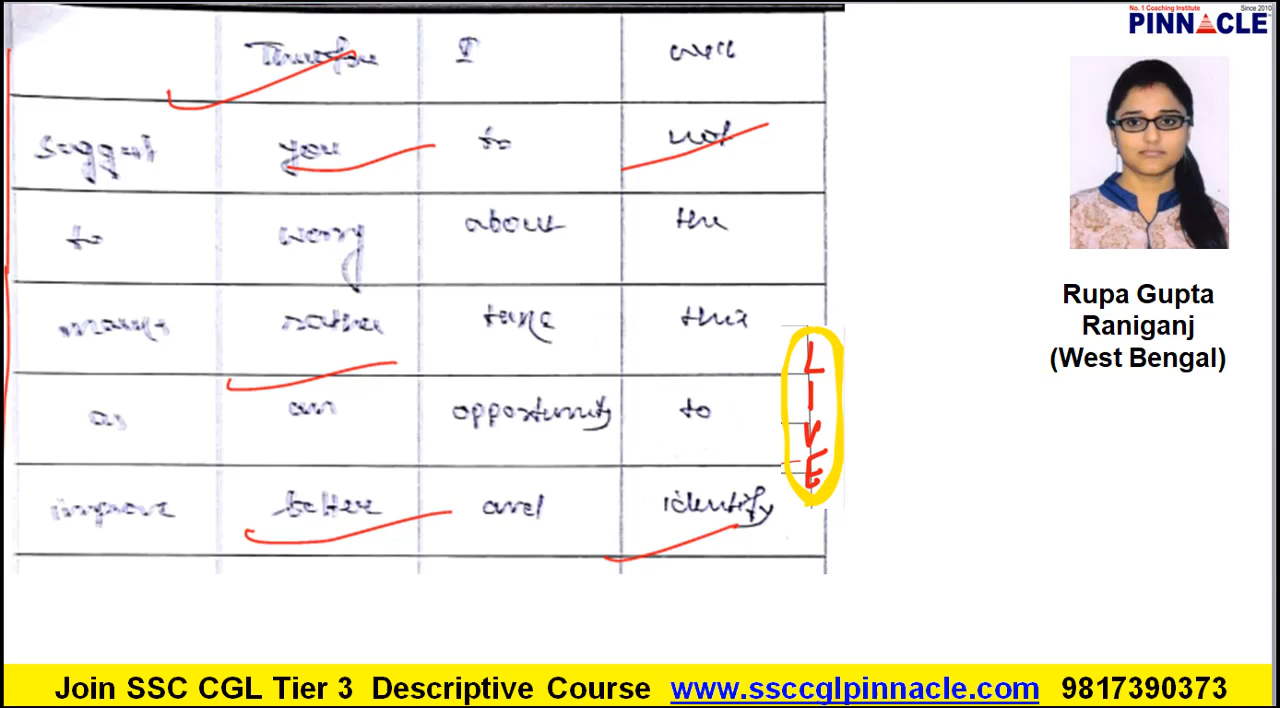 No. 1 Coaching Institute Since 2010
PINNACLE
Therefore I will
suggest you to not
to worry about the
marks rather take this
as an opportunity to
improve better and identify
LIVE
Rupa Gupta
Raniganj
(West Bengal)
Join SSC CGL Tier 3 Descriptive Course www.ssccglpinnacle.com 9817390373